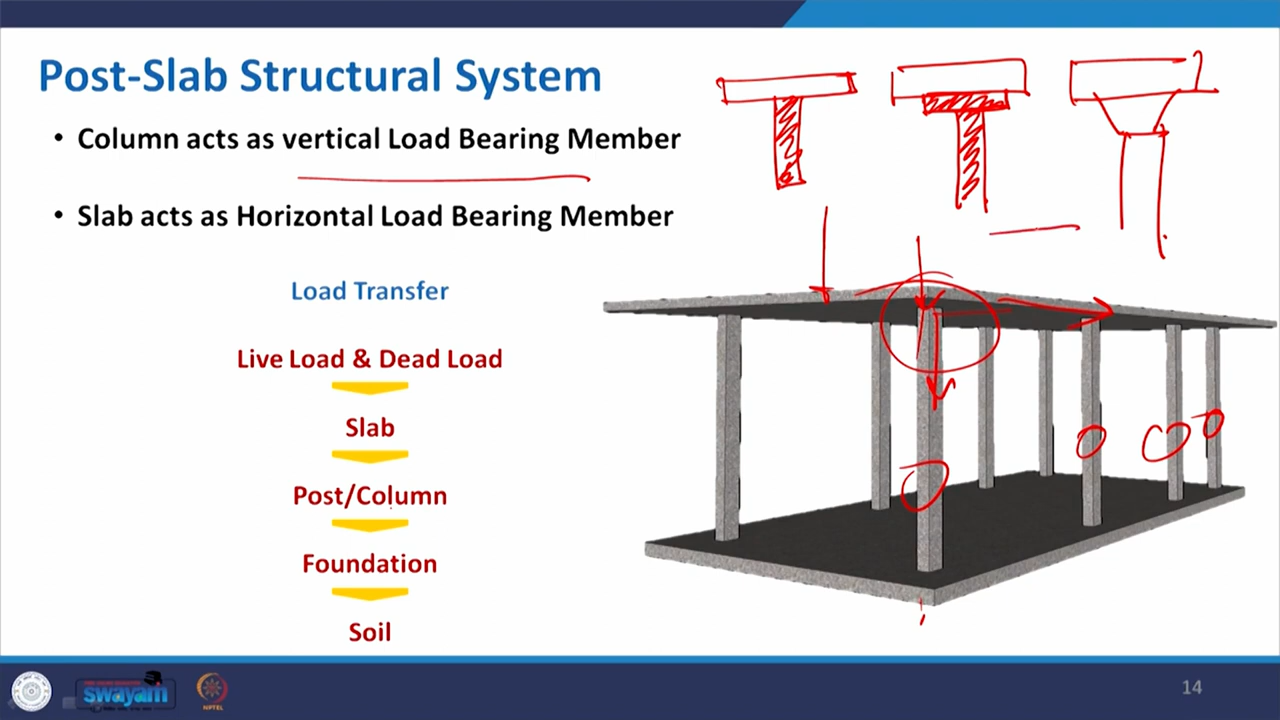 Post-Slab Structural System
• Column acts as vertical Load Bearing Member
• Slab acts as Horizontal Load Bearing Member
Load Transfer
Live Load & Dead Load
Slab
Post/Column
Foundation
Soil
swayam
NPTEL
14